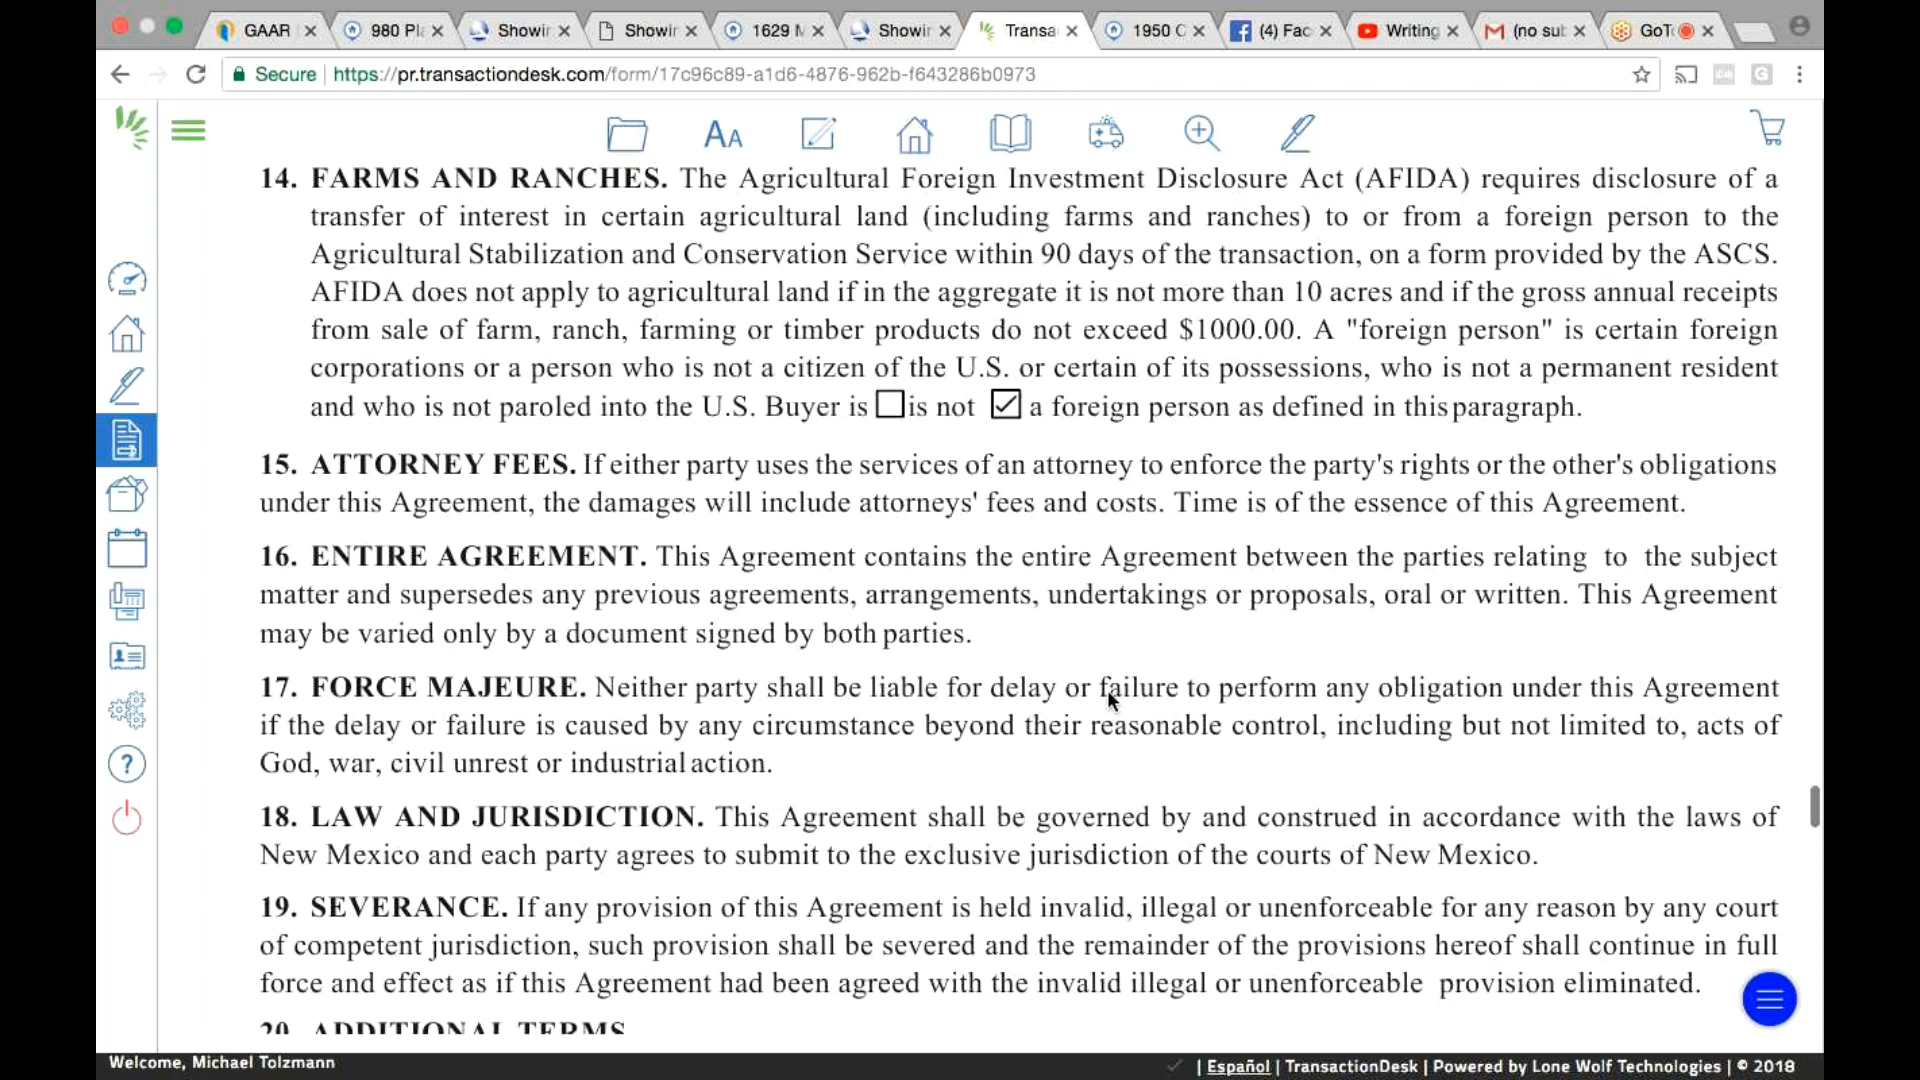 GAAR
980 Pla
Showin
Showin
1629 M
Showin
Transa
1950 C
(4) Fac
Writing
(no sub
GoTo
Secure | https://pr.transactiondesk.com/form/17c96c89-a1d6-4876-962b-f643286b0973
14. FARMS AND RANCHES. The Agricultural Foreign Investment Disclosure Act (AFIDA) requires disclosure of a
transfer of interest in certain agricultural land (including farms and ranches) to or from a foreign person to the
Agricultural Stabilization and Conservation Service within 90 days of the transaction, on a form provided by the ASCS.
AFIDA does not apply to agricultural land if in the aggregate it is not more than 10 acres and if the gross annual receipts
from sale of farm, ranch, farming or timber products do not exceed $1000.00. A "foreign person" is certain foreign
corporations or a person who is not a citizen of the U.S. or certain of its possessions, who is not a permanent resident
and who is not paroled into the U.S. Buyer is is not a foreign person as defined in this paragraph.
15. ATTORNEY FEES. If either party uses the services of an attorney to enforce the party's rights or the other's obligations
under this Agreement, the damages will include attorneys' fees and costs. Time is of the essence of this Agreement.
16. ENTIRE AGREEMENT. This Agreement contains the entire Agreement between the parties relating to the subject
matter and supersedes any previous agreements, arrangements, undertakings or proposals, oral or written. This Agreement
may be varied only by a document signed by both parties.
17. FORCE MAJEURE. Neither party shall be liable for delay or failure to perform any obligation under this Agreement
if the delay or failure is caused by any circumstance beyond their reasonable control, including but not limited to, acts of
God, war, civil unrest or industrial action.
18. LAW AND JURISDICTION. This Agreement shall be governed by and construed in accordance with the laws of
New Mexico and each party agrees to submit to the exclusive jurisdiction of the courts of New Mexico.
19. SEVERANCE. If any provision of this Agreement is held invalid, illegal or unenforceable for any reason by any court
of competent jurisdiction, such provision shall be severed and the remainder of the provisions hereof shall continue in full
force and effect as if this Agreement had been agreed with the invalid illegal or unenforceable provision eliminated.
20. ADDITIONAL TERMS
Welcome, Michael Tolzmann
| Español | TransactionDesk | Powered by Lone Wolf Technologies | © 2018